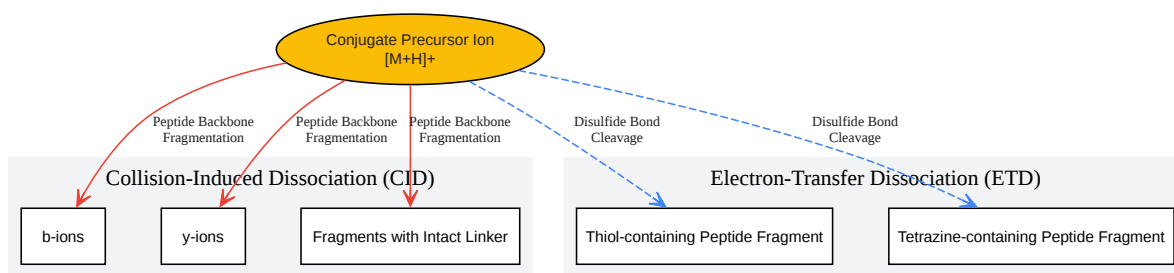 Conjugate Precursor Ion
[M+H]+
Peptide Backbone
Fragmentation
Peptide Backbone
Fragmentation
Peptide Backbone
Fragmentation
Disulfide Bond
Cleavage
Disulfide Bond
Cleavage
Collision-Induced Dissociation (CID)
b-ions
y-ions
Fragments with Intact Linker
Electron-Transfer Dissociation (ETD)
Thiol-containing Peptide Fragment
Tetrazine-containing Peptide Fragment